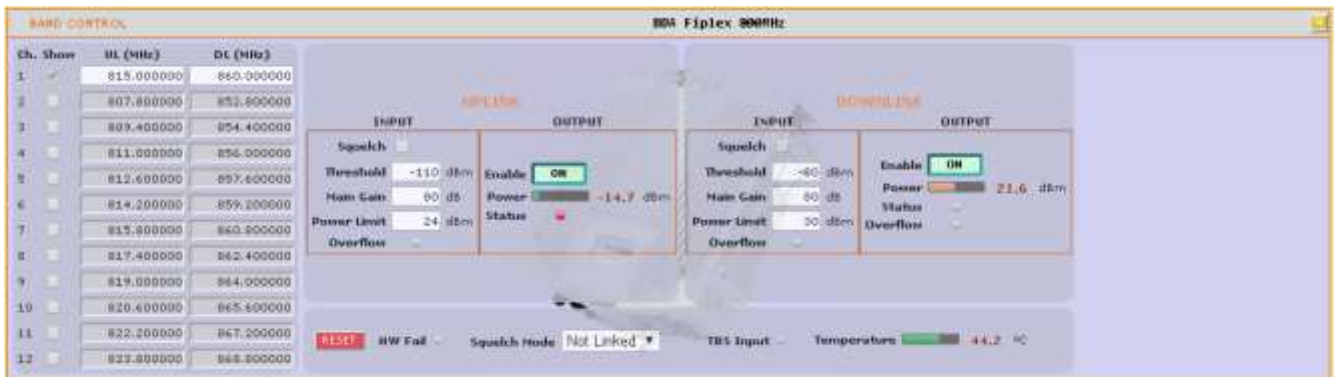 BAND CONTROL BDA Fiplex 800MHz
Ch. Show UL (MHz) DL (MHz)
1 815.000000 860.000000
2 807.800000 852.800000
3 809.400000 854.400000
4 811.000000 856.000000
5 812.600000 857.600000
6 814.200000 859.200000
7 815.800000 860.800000
8 817.400000 862.400000
9 819.000000 864.000000
10 820.600000 865.600000
11 822.200000 867.200000
12 823.800000 868.800000
UPLINK
INPUT OUTPUT
Squelch
Threshold -110 dBm
Main Gain 80 dB
Power Limit 24 dBm
Overflow
Enable ON
Power -14.7 dBm
Status
DOWNLINK
INPUT OUTPUT
Squelch
Threshold -80 dBm
Main Gain 80 dB
Power Limit 30 dBm
Overflow
Enable ON
Power 21.6 dBm
Status
Overflow
RESET HW Fail Squelch Mode Not Linked TBS Input Temperature 44.2 ºC